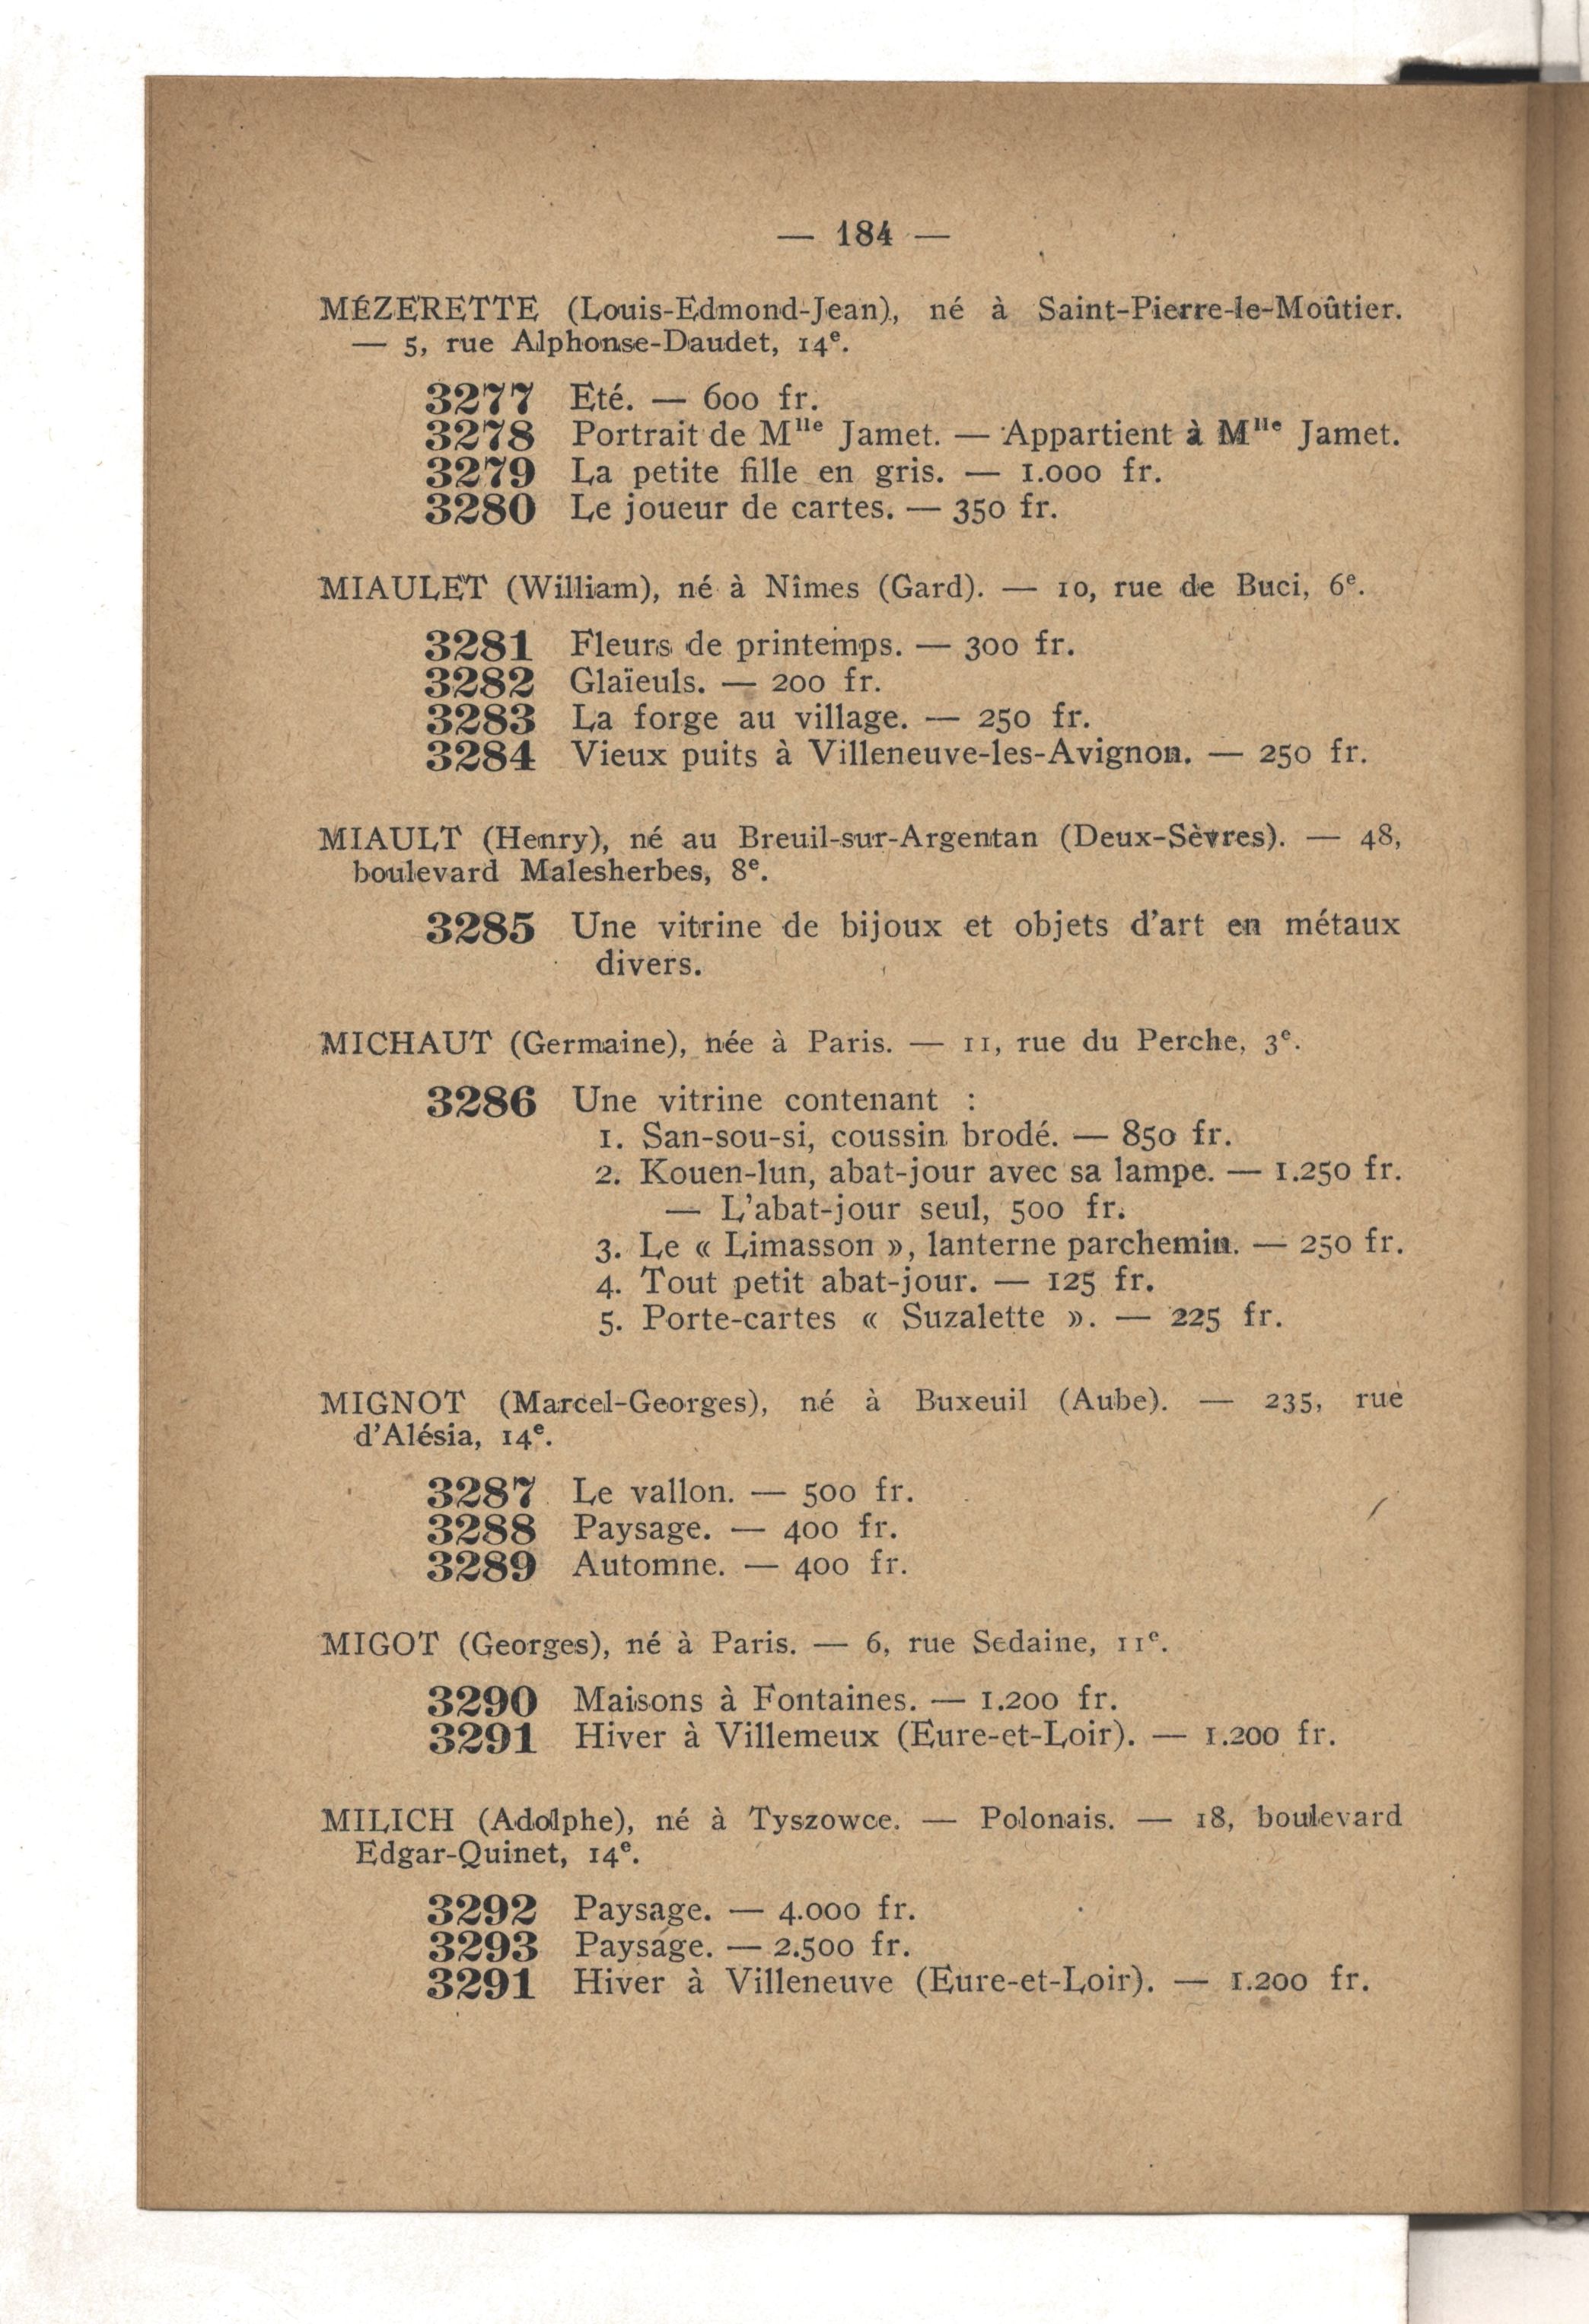 — 184 —
MÉZERETTE (Louis-Edmond-Jean), né à Saint-Pierre-le-Moûtier.
— 5, rue Alphonse-Daudet, 14e.
3277 Eté. — 600 fr.
3278 Portrait de Mlle Jamet. — Appartient à Mlle Jamet.
3279 La petite fille en gris. — 1.000 fr.
3280 Le joueur de cartes. — 350 fr.
MIAULET (William), né à Nîmes (Gard). — 10, rue de Buci, 6e.
3281 Fleurs de printemps. — 300 fr.
3282 Glaïeuls. — 200 fr.
3283 La forge au village. — 250 fr.
3284 Vieux puits à Villeneuve-les-Avignon. — 250 fr.
MIAULT (Henry), né au Breuil-sur-Argentan (Deux-Sèvres). — 48,
boulevard Malesherbes, 8e.
3285 Une vitrine de bijoux et objets d'art en métaux
divers.
MICHAUT (Germaine), née à Paris. — 11, rue du Perche, 3e.
3286 Une vitrine contenant :
1. San-sou-si, coussin brodé. — 850 fr.
2. Kouen-lun, abat-jour avec sa lampe. — 1.250 fr.
— L'abat-jour seul, 500 fr.
3. Le « Limasson », lanterne parchemin. — 250 fr.
4. Tout petit abat-jour. — 125 fr.
5. Porte-cartes « Suzalette ». — 225 fr.
MIGNOT (Marcel-Georges), né à Buxeuil (Aube). — 235, rue
d'Alésia, 14e.
3287 Le vallon. — 500 fr.
3288 Paysage. — 400 fr.
3289 Automne. — 400 fr.
MIGOT (Georges), né à Paris. — 6, rue Sedaine, 11e.
3290 Maisons à Fontaines. — 1.200 fr.
3291 Hiver à Villemeux (Eure-et-Loir). — 1.200 fr.
MILICH (Adolphe), né à Tyszowce. — Polonais. — 18, boulevard
Edgar-Quinet, 14e.
3292 Paysage. — 4.000 fr.
3293 Paysage. — 2.500 fr.
3291 Hiver à Villeneuve (Eure-et-Loir). — 1.200 fr.